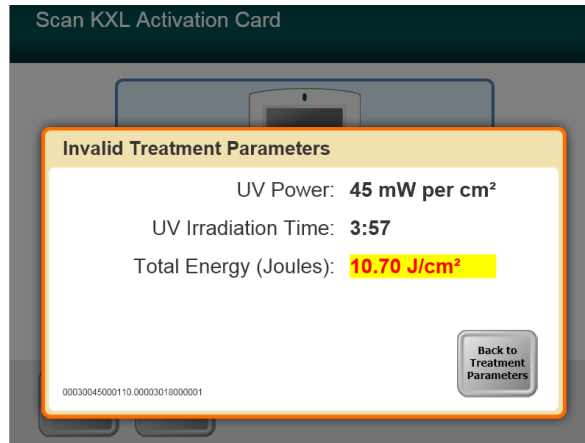 Scan KXL Activation Card
Invalid Treatment Parameters
UV Power: 45 mW per cm²
UV Irradiation Time: 3:57
Total Energy (Joules): 10.70 J/cm²
Back to
Treatment
Parameters
00030045000110.00003018000001